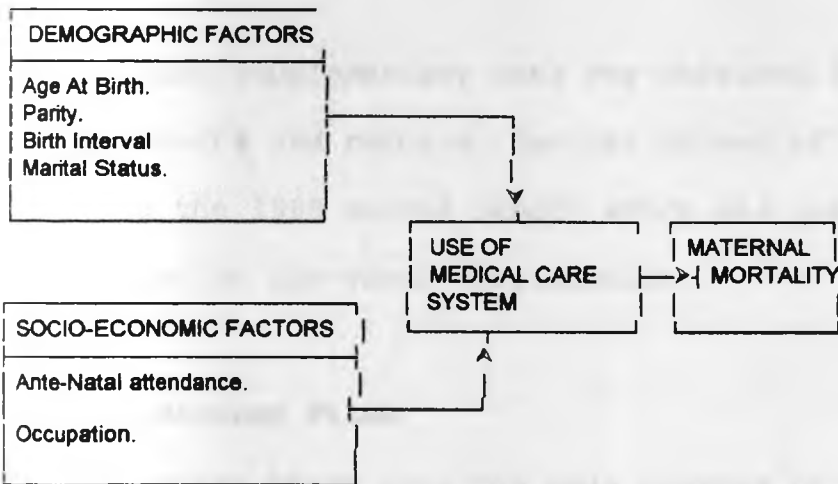 DEMOGRAPHIC FACTORS
Age At Birth.
Parity.
Birth Interval
Marital Status.
USE OF
MEDICAL CARE
SYSTEM
MATERNAL
MORTALITY
SOCIO-ECONOMIC FACTORS
Ante-Natal attendance.
Occupation.